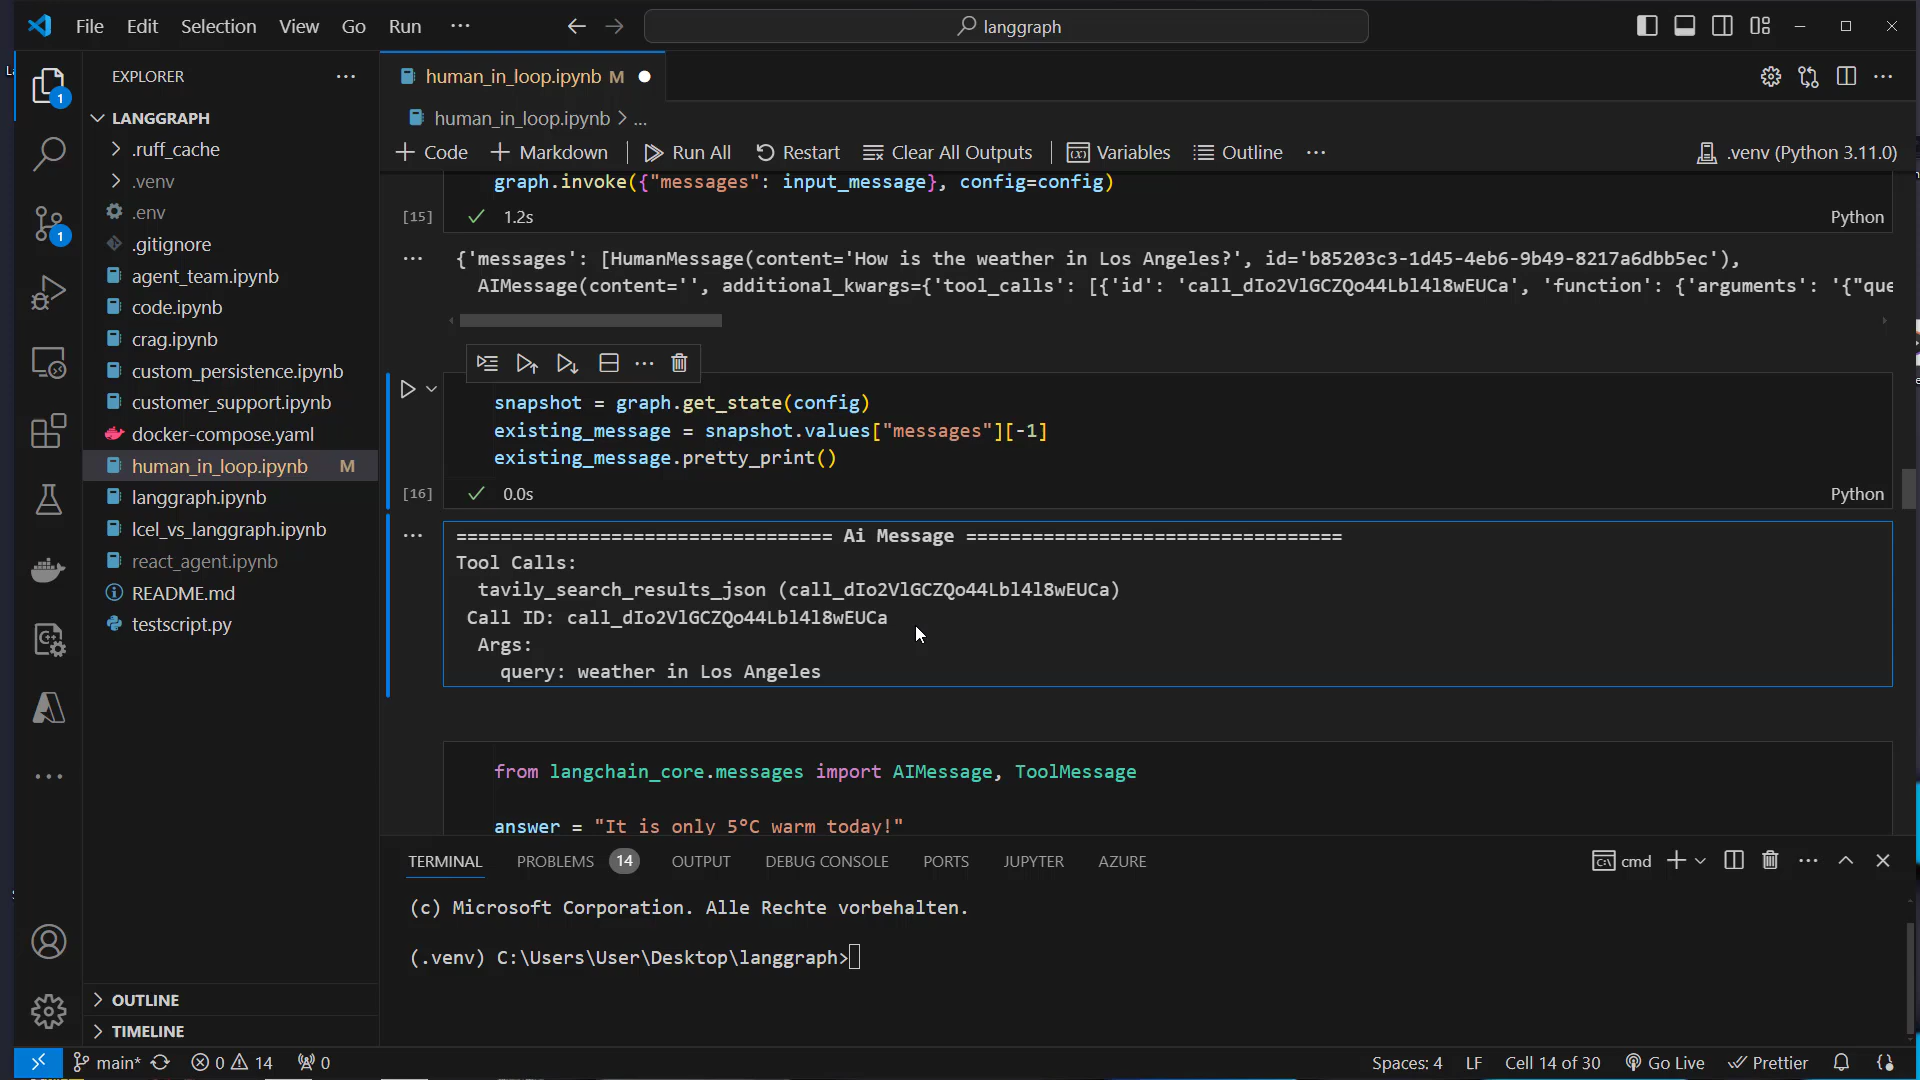 File Edit Selection View Go Run ··· langgraph
EXPLORER ···
human_in_loop.ipynb M
LANGGRAPH
human_in_loop.ipynb > ...
.ruff_cache
+ Code + Markdown Run All Restart Clear All Outputs Variables Outline ··· .venv (Python 3.11.0)
.venv
graph.invoke({"messages": input_message}, config=config)
.env
[15] 1.2s Python
.gitignore
{'messages': [HumanMessage(content='How is the weather in Los Angeles?', id='b85203c3-1d45-4eb6-9b49-8217a6dbb5ec'),
agent_team.ipynb
AIMessage(content='', additional_kwargs={'tool_calls': [{'id': 'call_dIo2VlGCZQo44Lbl4l8wEUCa', 'function': {'arguments': '{"que
code.ipynb
crag.ipynb
custom_persistence.ipynb
customer_support.ipynb
snapshot = graph.get_state(config)
docker-compose.yaml
existing_message = snapshot.values["messages"][-1]
human_in_loop.ipynb M
existing_message.pretty_print()
langgraph.ipynb
[16] 0.0s Python
lcel_vs_langgraph.ipynb
================================== Ai Message ==================================
react_agent.ipynb
Tool Calls:
README.md
tavily_search_results_json (call_dIo2VlGCZQo44Lbl4l8wEUCa)
testscript.py
Call ID: call_dIo2VlGCZQo44Lbl4l8wEUCa
Args:
query: weather in Los Angeles
from langchain_core.messages import AIMessage, ToolMessage
answer = "It is only 5°C warm today!"
TERMINAL PROBLEMS 14 OUTPUT DEBUG CONSOLE PORTS JUPYTER AZURE cmd
(c) Microsoft Corporation. Alle Rechte vorbehalten.
(.venv) C:\Users\User\Desktop\langgraph>
OUTLINE
TIMELINE
main* 0 14 0 Spaces: 4 LF Cell 14 of 30 Go Live Prettier
1
1